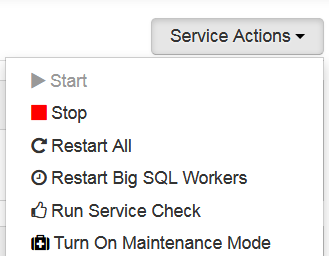 Service Actions
Start
Stop
Restart All
Restart Big SQL Workers
Run Service Check
Turn On Maintenance Mode